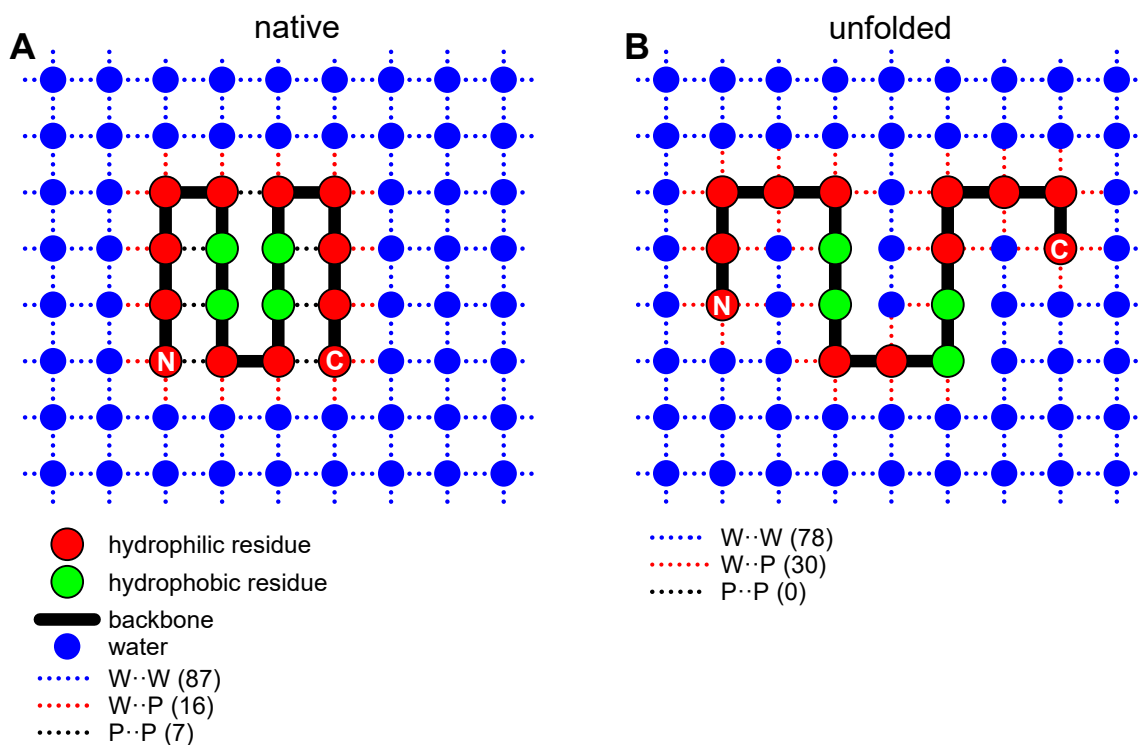 A
native
B
unfolded
N
C
N
C
hydrophilic residue
hydrophobic residue
backbone
water
W··W (87)
W··P (16)
P··P (7)
W··W (78)
W··P (30)
P··P (0)